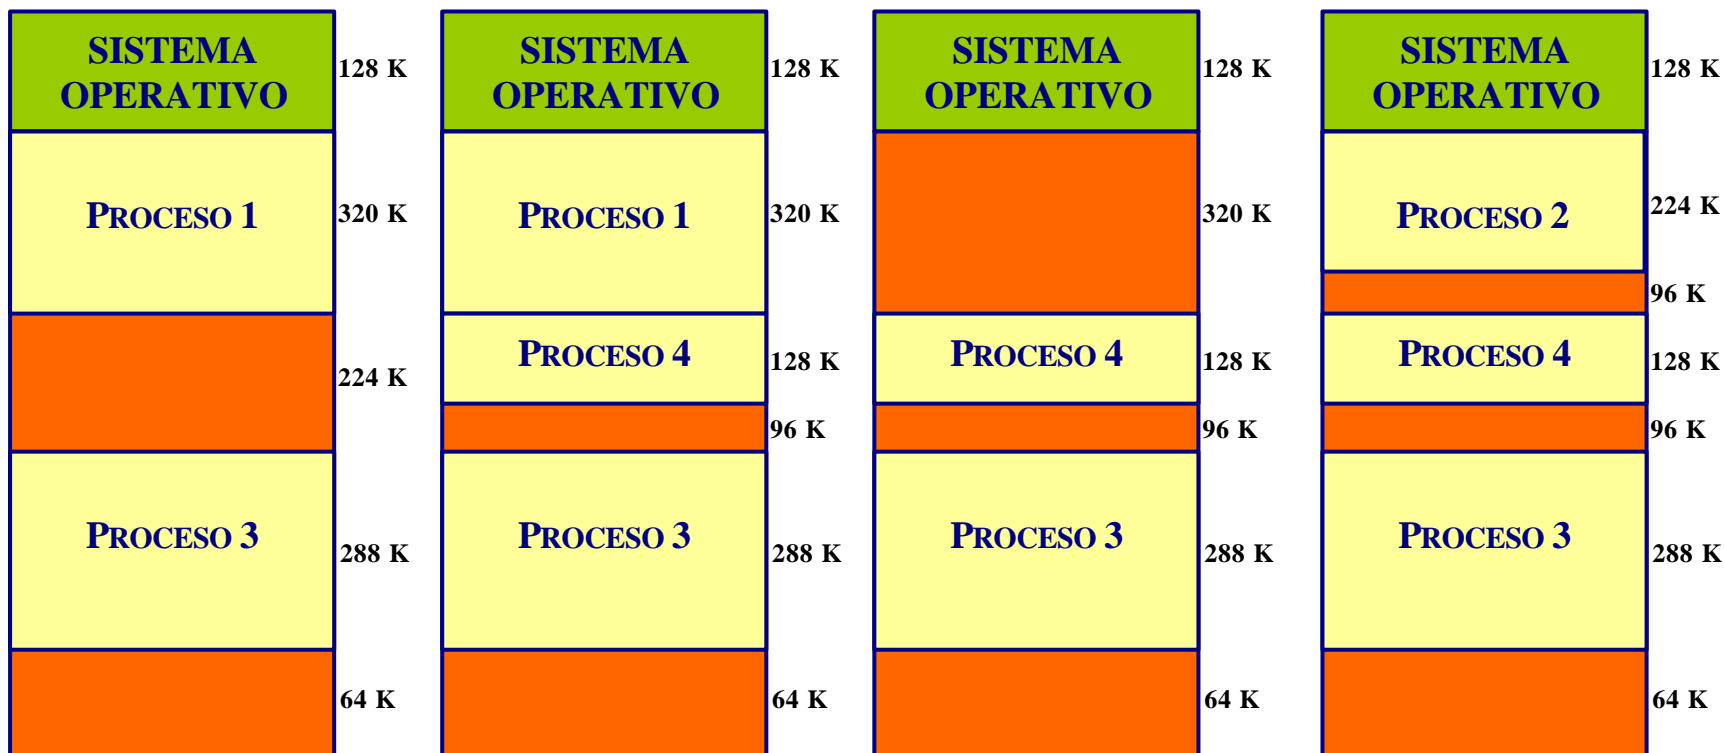 SISTEMA
OPERATIVO
128 K
PROCESO 1
320 K
224 K
PROCESO 3
288 K
64 K
SISTEMA
OPERATIVO
128 K
PROCESO 1
320 K
PROCESO 4
128 K
96 K
PROCESO 3
288 K
64 K
SISTEMA
OPERATIVO
128 K
320 K
PROCESO 4
128 K
96 K
PROCESO 3
288 K
64 K
SISTEMA
OPERATIVO
128 K
PROCESO 2
224 K
96 K
PROCESO 4
128 K
96 K
PROCESO 3
288 K
64 K